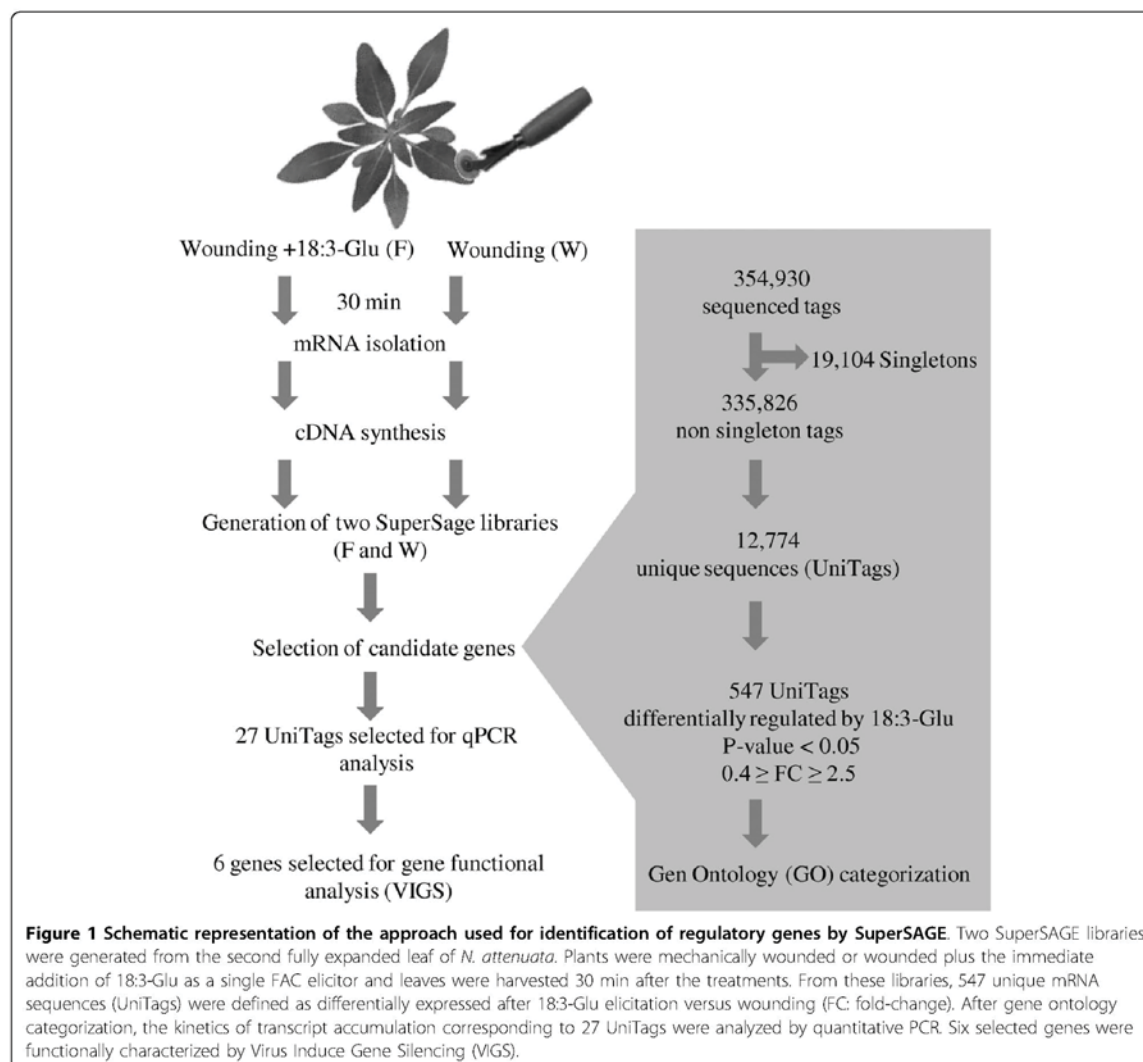 Wounding +18:3-Glu (F)
Wounding (W)
30 min
mRNA isolation
cDNA synthesis
Generation of two SuperSage libraries
(F and W)
Selection of candidate genes
27 UniTags selected for qPCR
analysis
6 genes selected for gene functional
analysis (VIGS)
354,930
sequenced tags
19,104 Singletons
335,826
non singleton tags
12,774
unique sequences (UniTags)
547 UniTags
differentially regulated by 18:3-Glu
P-value < 0.05
0.4 ≥ FC ≥ 2.5
Gen Ontology (GO) categorization
Figure 1 Schematic representation of the approach used for identification of regulatory genes by SuperSAGE. Two SuperSAGE libraries
were generated from the second fully expanded leaf of N. attenuata. Plants were mechanically wounded or wounded plus the immediate
addition of 18:3-Glu as a single FAC elicitor and leaves were harvested 30 min after the treatments. From these libraries, 547 unique mRNA
sequences (UniTags) were defined as differentially expressed after 18:3-Glu elicitation versus wounding (FC: fold-change). After gene ontology
categorization, the kinetics of transcript accumulation corresponding to 27 UniTags were analyzed by quantitative PCR. Six selected genes were
functionally characterized by Virus Induce Gene Silencing (VIGS).